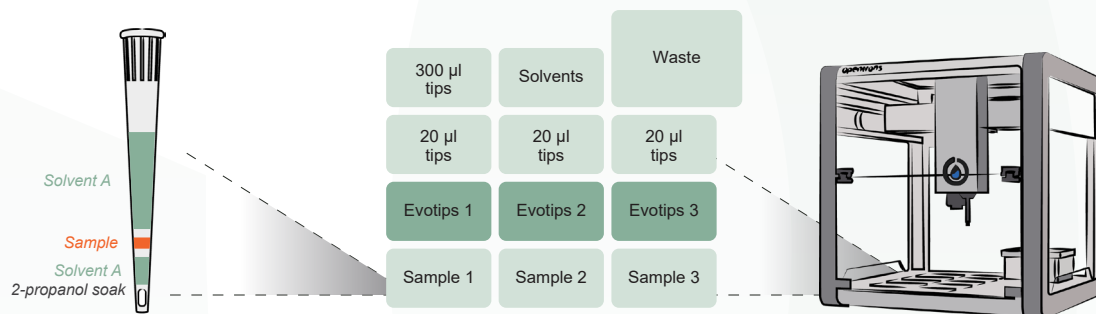 Solvent A
Sample
Solvent A
2-propanol soak
300 µl
tips
Solvents
Waste
20 µl
tips
20 µl
tips
20 µl
tips
Evotips 1
Evotips 2
Evotips 3
Sample 1
Sample 2
Sample 3
opentrons